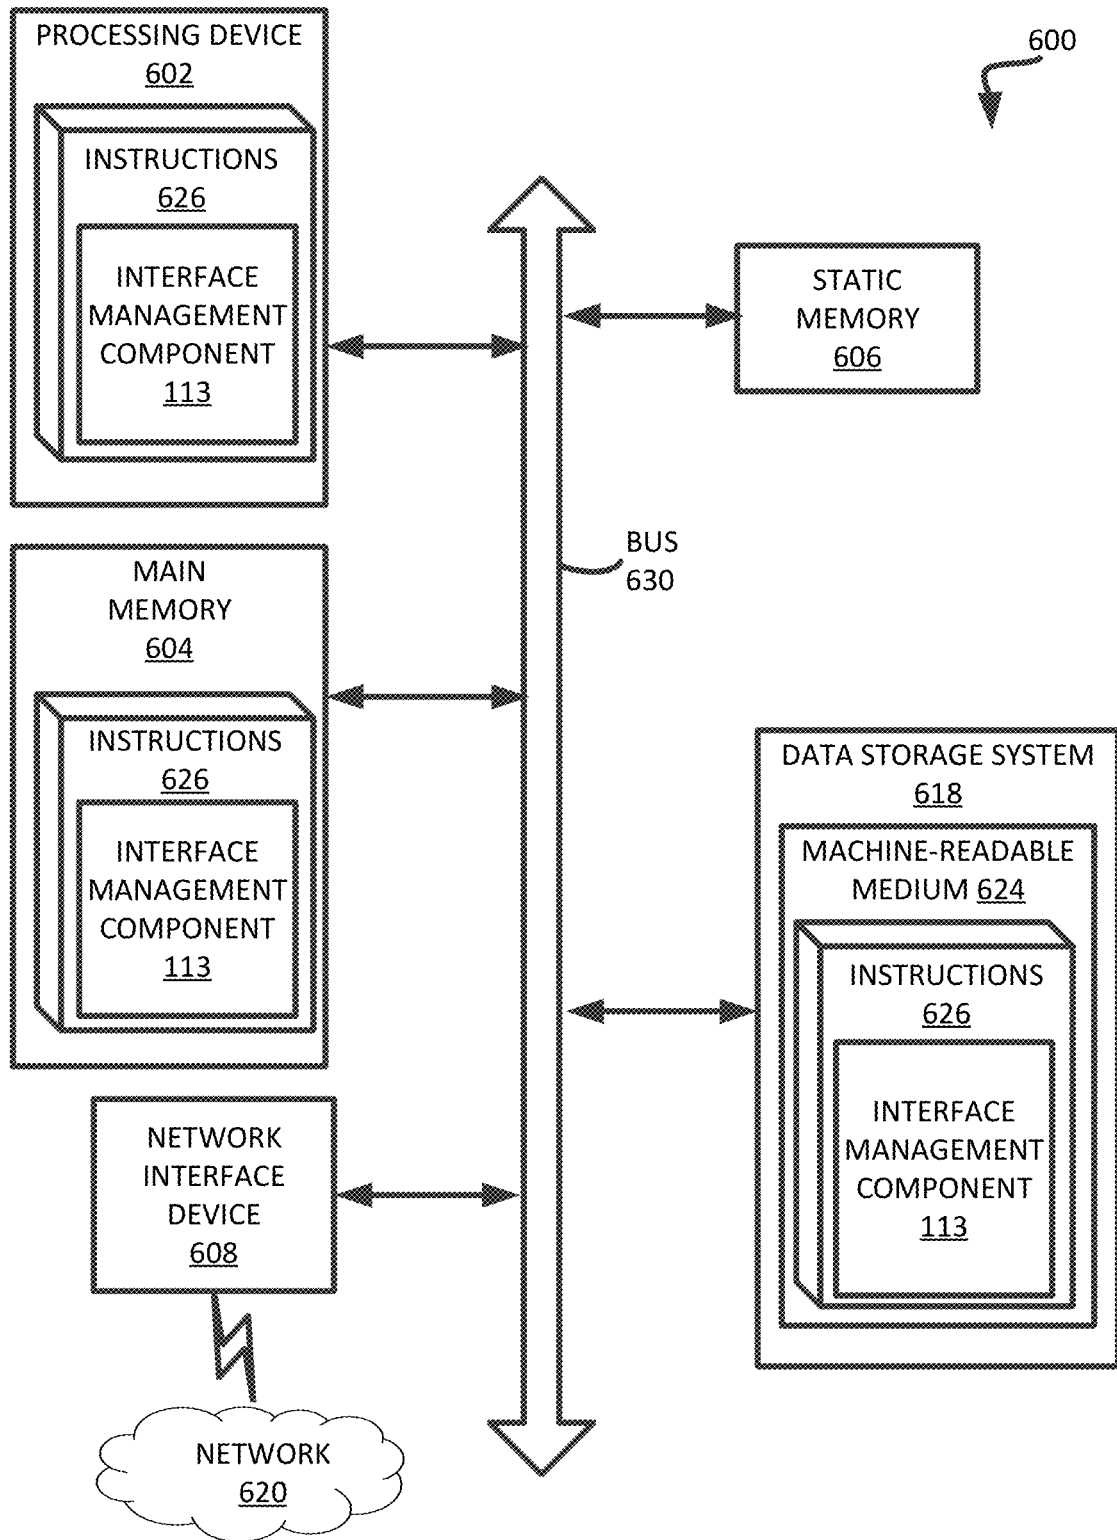 PROCESSING DEVICE
602
INSTRUCTIONS
626
INTERFACE
MANAGEMENT
COMPONENT
113
600
STATIC
MEMORY
606
BUS
630
MAIN
MEMORY
604
INSTRUCTIONS
626
INTERFACE
MANAGEMENT
COMPONENT
113
DATA STORAGE SYSTEM
618
MACHINE-READABLE
MEDIUM 624
INSTRUCTIONS
626
INTERFACE
MANAGEMENT
COMPONENT
113
NETWORK
INTERFACE
DEVICE
608
NETWORK
620